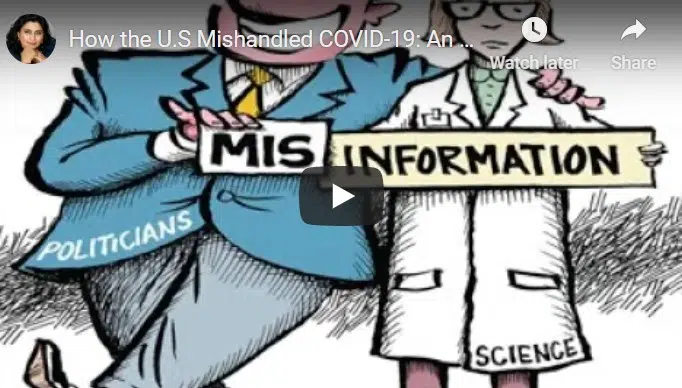 How the U.S Mishandled COVID-19: An ...
Watch later
Share
MIS INFORMATION
POLITICIANS
SCIENCE